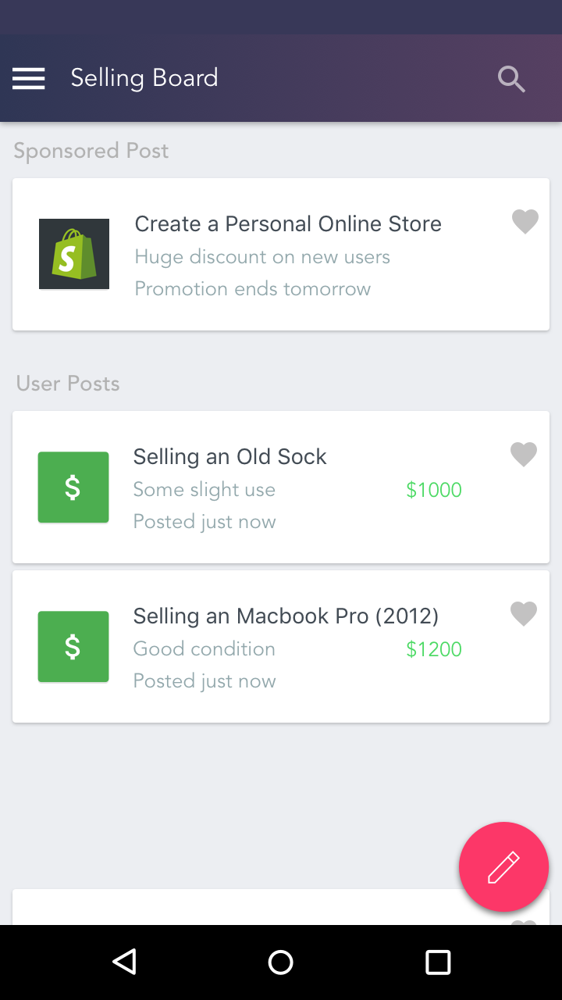 Selling Board
Sponsored Post
Create a Personal Online Store
Huge discount on new users
Promotion ends tomorrow
User Posts
Selling an Old Sock
$
Some slight use
$1000
Posted just now
Selling an Macbook Pro (2012)
$
Good condition
$1200
Posted just now